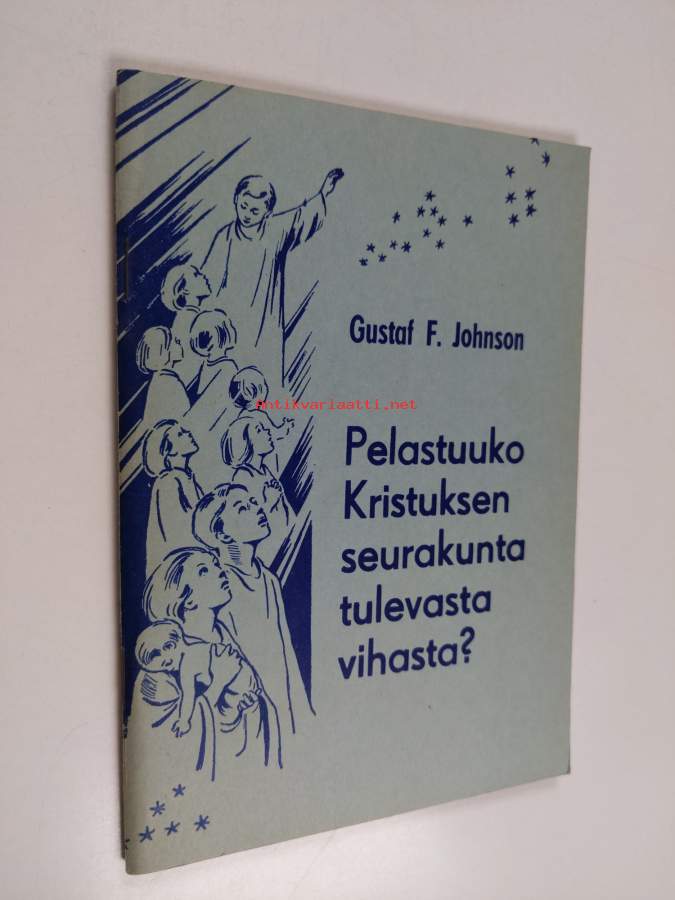 Gustaf F. Johnson
Antikvariaatti.net
Pelastuuko
Kristuksen
seurakunta
tulevasta
vihasta?